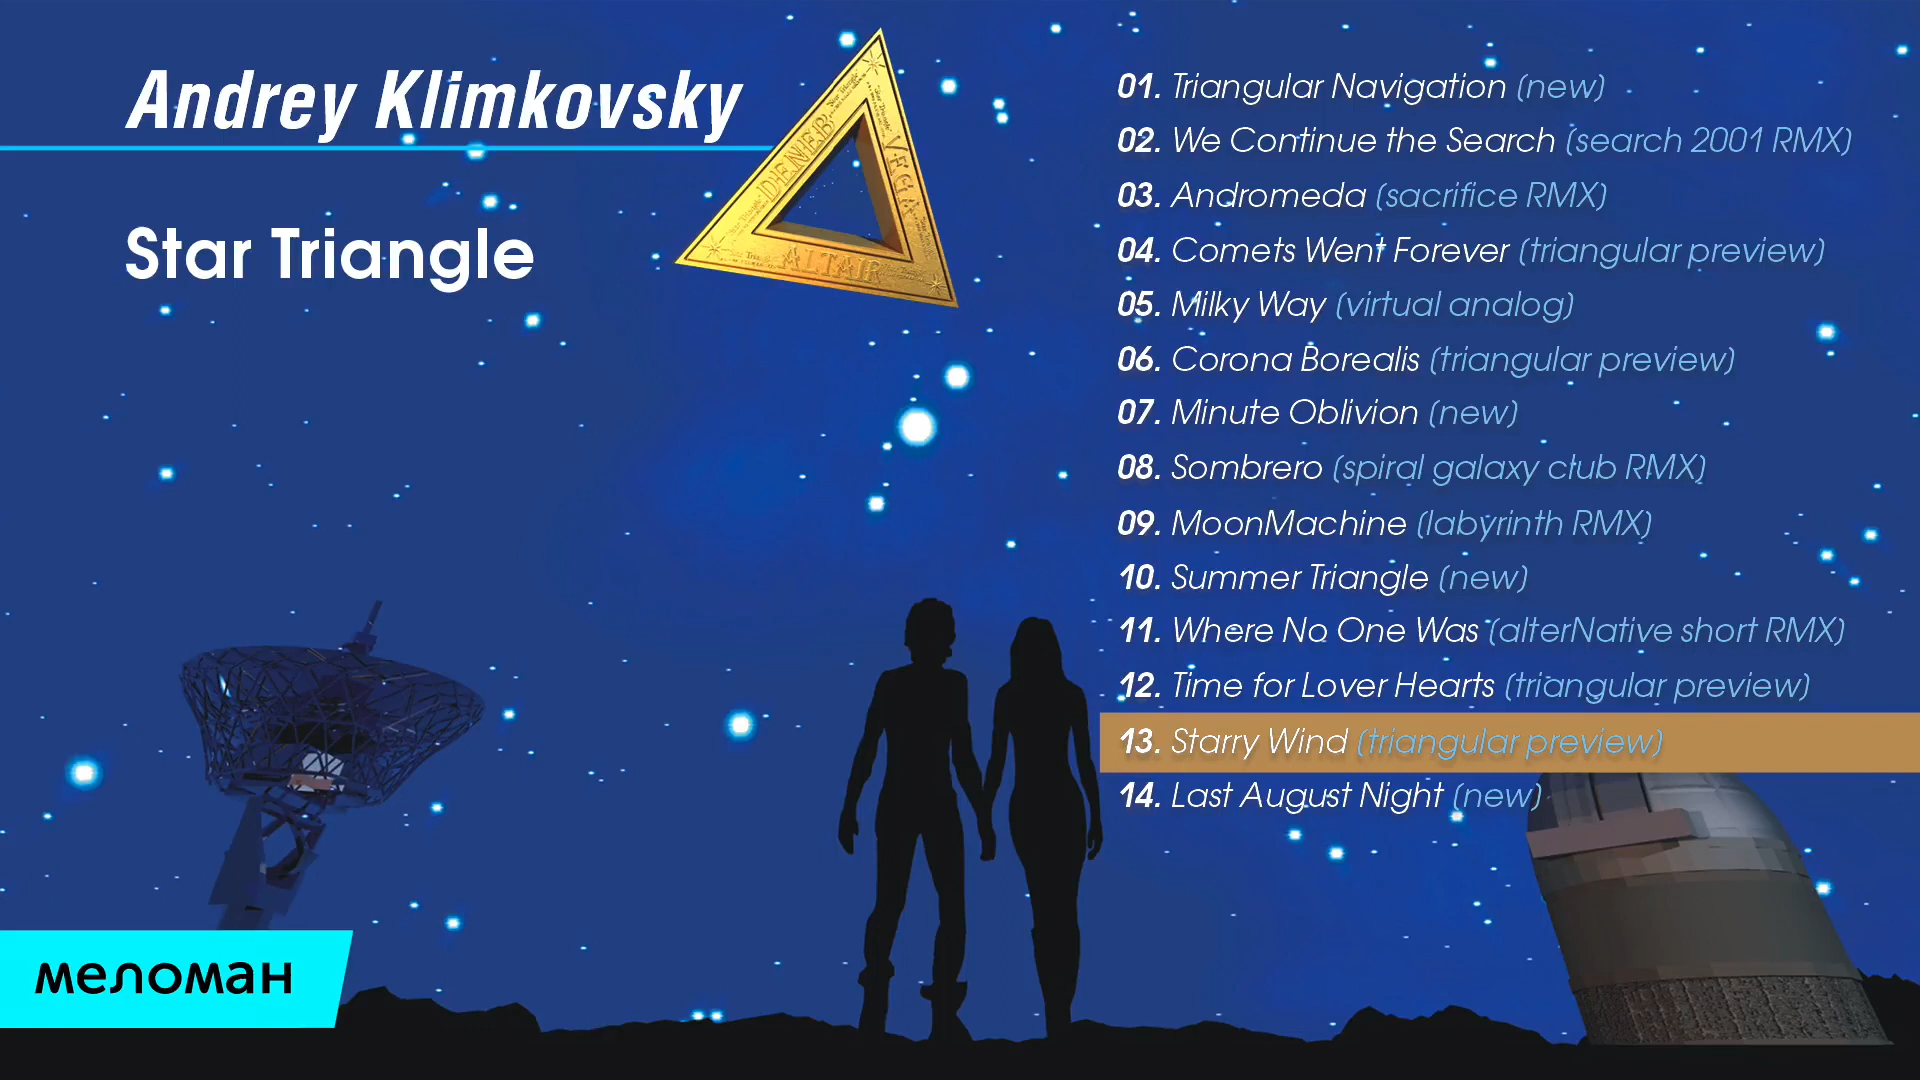 Andrey Klimkovsky
Star Triangle
DENEB
VEGA
ALTAIR
01. Triangular Navigation (new)
02. We Continue the Search (search 2001 RMX)
03. Andromeda (sacrifice RMX)
04. Comets Went Forever (triangular preview)
05. Milky Way (virtual analog)
06. Corona Borealis (triangular preview)
07. Minute Oblivion (new)
08. Sombrero (spiral galaxy club RMX)
09. MoonMachine (labyrinth RMX)
10. Summer Triangle (new)
11. Where No One Was (alterNative short RMX)
12. Time for Lover Hearts (triangular preview)
13. Starry Wind (triangular preview)
14. Last August Night (new)
меломан